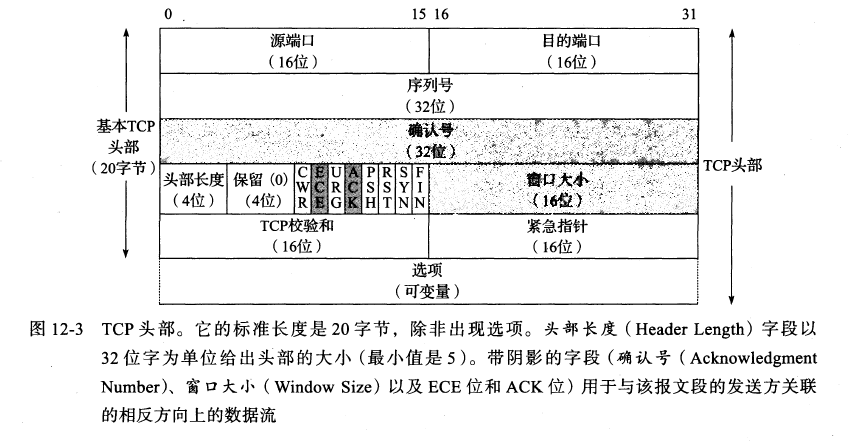 0 15 16 31
源端口 目的端口
（16位） （16位）
序列号
（32位）
基本TCP
头部
（20字节）
确认号
（32位）
TCP头部
头部长度 保留（0） CWR ECE URG ACK PSH RST SYN FIN 窗口大小
（4位） （4位） （16位）
TCP校验和 紧急指针
（16位） （16位）
选项
（可变量）
图 12-3 TCP 头部。它的标准长度是 20 字节，除非出现选项。头部长度（Header Length）字段以
32 位字为单位给出头部的大小（最小值是 5）。带阴影的字段（确认号（Acknowledgment
Number）、窗口大小（Window Size）以及 ECE 位和 ACK 位）用于与该报文段的发送方关联
的相反方向上的数据流